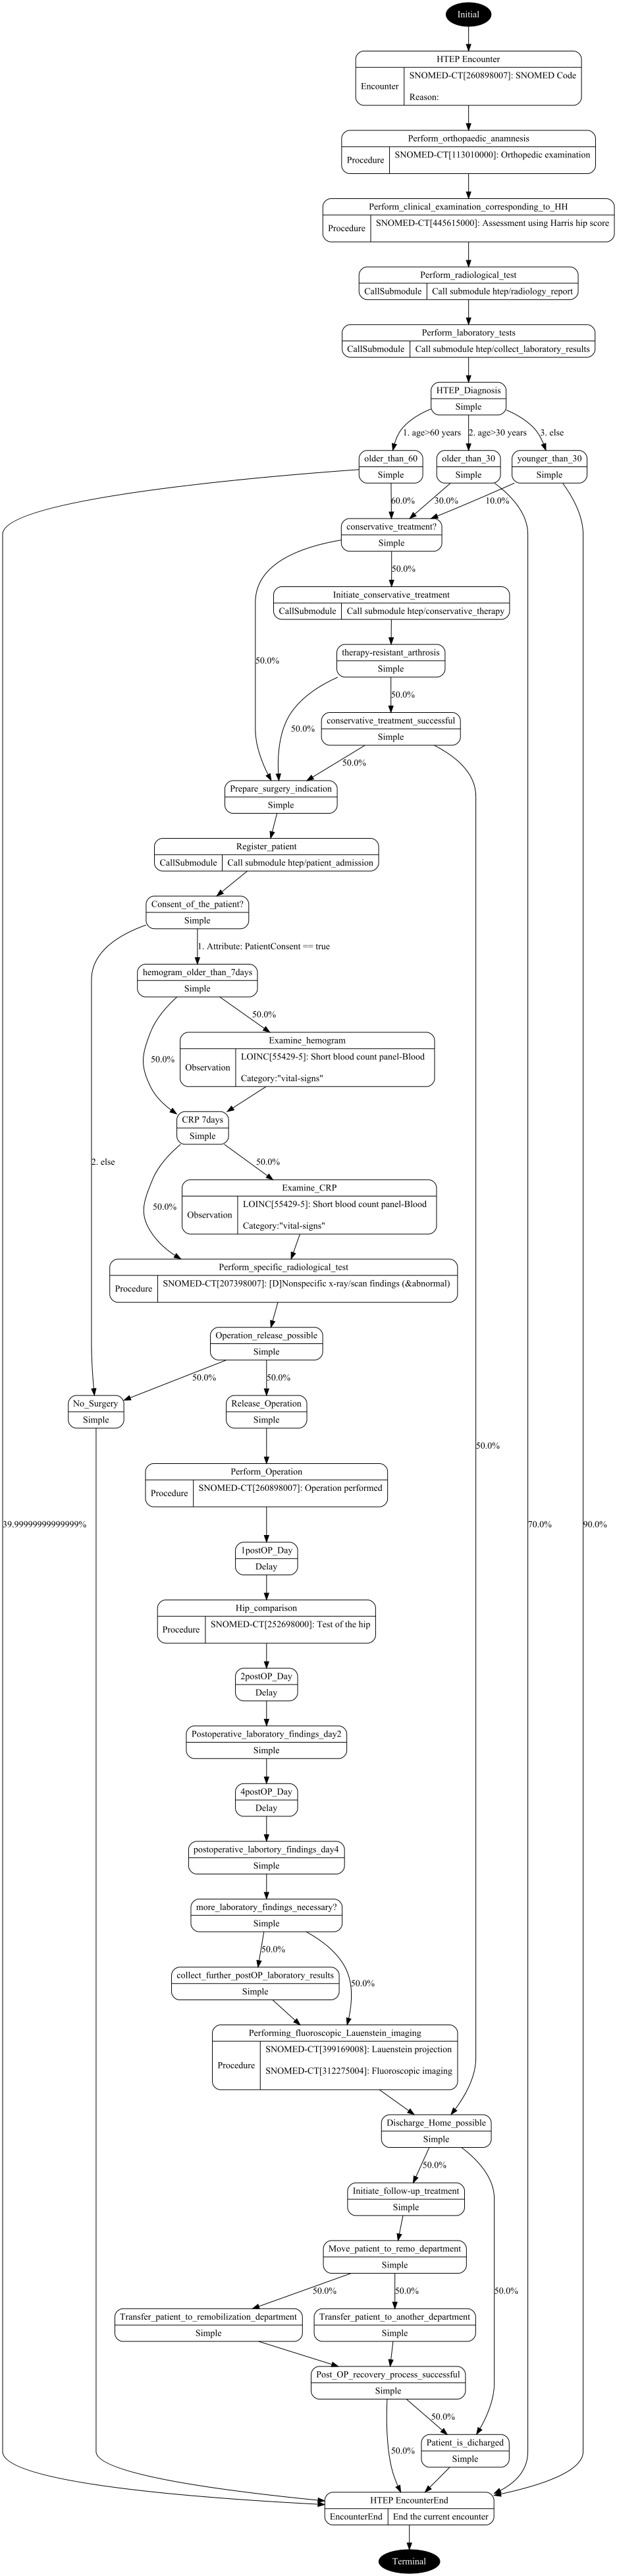 Initial
HTEP Encounter
Encounter
SNOMED-CT[260898007]: SNOMED Code
Reason:
Perform_orthopaedic_anamnesis
Procedure
SNOMED-CT[113010000]: Orthopedic examination
Perform_clinical_examination_corresponding_to_HH
Procedure
SNOMED-CT[445615000]: Assessment using Harris hip score
Perform_radiological_test
CallSubmodule
Call submodule htep/radiology_report
Perform_laboratory_tests
CallSubmodule
Call submodule htep/collect_laboratory_results
HTEP_Diagnosis
Simple
1. age>60 years
2. age>30 years
3. else
older_than_60
Simple
older_than_30
Simple
younger_than_30
Simple
60.0%
30.0%
10.0%
conservative_treatment?
Simple
50.0%
Initiate_conservative_treatment
CallSubmodule
Call submodule htep/conservative_therapy
50.0%
therapy-resistant_arthrosis
Simple
50.0%
conservative_treatment_successful
Simple
50.0%
50.0%
Prepare_surgery_indication
Simple
Register_patient
CallSubmodule
Call submodule htep/patient_admission
Consent_of_the_patient?
Simple
1. Attribute: PatientConsent == true
hemogram_older_than_7days
Simple
50.0%
Examine_hemogram
Observation
LOINC[55429-5]: Short blood count panel-Blood
Category:"vital-signs"
50.0%
CRP 7days
Simple
2. else
50.0%
Examine_CRP
Observation
LOINC[55429-5]: Short blood count panel-Blood
Category:"vital-signs"
50.0%
Perform_specific_radiological_test
Procedure
SNOMED-CT[207398007]: [D]Nonspecific x-ray/scan findings (&abnormal)
Operation_release_possible
Simple
50.0%
50.0%
No_Surgery
Simple
Release_Operation
Simple
50.0%
Perform_Operation
Procedure
SNOMED-CT[260898007]: Operation performed
39.99999999999999%
70.0%
90.0%
1postOP_Day
Delay
Hip_comparison
Procedure
SNOMED-CT[252698000]: Test of the hip
2postOP_Day
Delay
Postoperative_laboratory_findings_day2
Simple
4postOP_Day
Delay
postoperative_labortory_findings_day4
Simple
more_laboratory_findings_necessary?
Simple
50.0%
collect_further_postOP_laboratory_results
Simple
50.0%
Performing_fluoroscopic_Lauenstein_imaging
Procedure
SNOMED-CT[399169008]: Lauenstein projection
SNOMED-CT[312275004]: Fluoroscopic imaging
Discharge_Home_possible
Simple
50.0%
Initiate_follow-up_treatment
Simple
Move_patient_to_remo_department
Simple
50.0%
50.0%
50.0%
Transfer_patient_to_remobilization_department
Simple
Transfer_patient_to_another_department
Simple
Post_OP_recovery_process_successful
Simple
50.0%
Patient_is_dicharged
Simple
50.0%
HTEP EncounterEnd
EncounterEnd
End the current encounter
Terminal